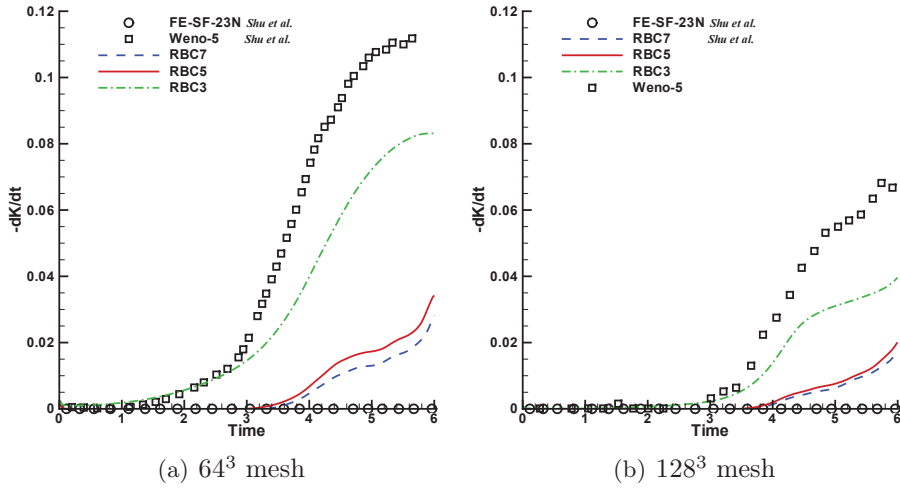 0.12
0.1
0.08
0.06
0.04
0.02
0
-dK/dt
FE-SF-23N Shu et al.
Weno-5 Shu et al.
RBC7
RBC5
RBC3
0 1 2 3 4 5 6
Time
(a) 64³ mesh
0.12
0.1
0.08
0.06
0.04
0.02
0
-dK/dt
FE-SF-23N Shu et al.
RBC7 Shu et al.
RBC5
RBC3
Weno-5
0 1 2 3 4 5 6
Time
(b) 128³ mesh